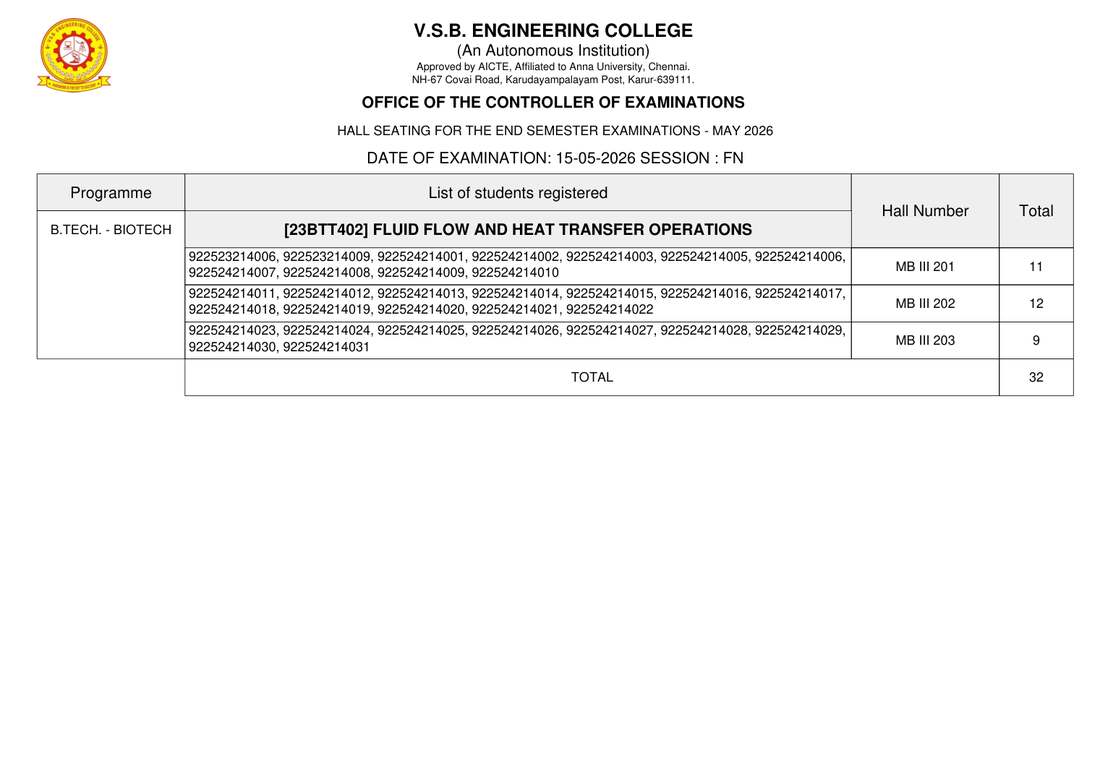 V.S.B. ENGINEERING COLLEGE
(An Autonomous Institution)
Approved by AICTE, Affiliated to Anna University, Chennai.
NH-67 Covai Road, Karudayampalayam Post, Karur-639111.
OFFICE OF THE CONTROLLER OF EXAMINATIONS
HALL SEATING FOR THE END SEMESTER EXAMINATIONS - MAY 2026
DATE OF EXAMINATION: 15-05-2026 SESSION : FN
Programme List of students registered Hall Number Total
B.TECH. - BIOTECH [23BTT402] FLUID FLOW AND HEAT TRANSFER OPERATIONS
922523214006, 922523214009, 922524214001, 922524214002, 922524214003, 922524214005, 922524214006,
922524214007, 922524214008, 922524214009, 922524214010 MB III 201 11
922524214011, 922524214012, 922524214013, 922524214014, 922524214015, 922524214016, 922524214017,
922524214018, 922524214019, 922524214020, 922524214021, 922524214022 MB III 202 12
922524214023, 922524214024, 922524214025, 922524214026, 922524214027, 922524214028, 922524214029,
922524214030, 922524214031 MB III 203 9
TOTAL 32